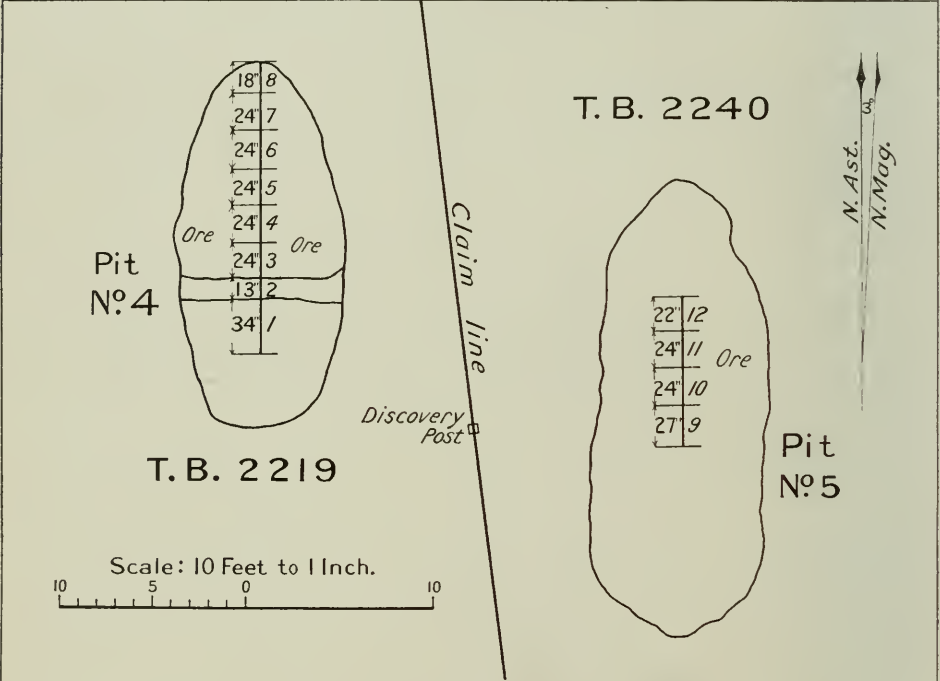 18" 8
24" 7
24" 6
24" 5
24" 4
24" 3
13" 2
34" 1
Ore
Ore
Pit
Nº 4
T.B. 2219
Claim line
Discovery
Post
T.B. 2240
22" 12
24" 11
24" 10
27" 9
Ore
Pit
Nº 5
N. Ast.
N. Mag.
3°
Scale: 10 Feet to 1 Inch.
10 5 0 10